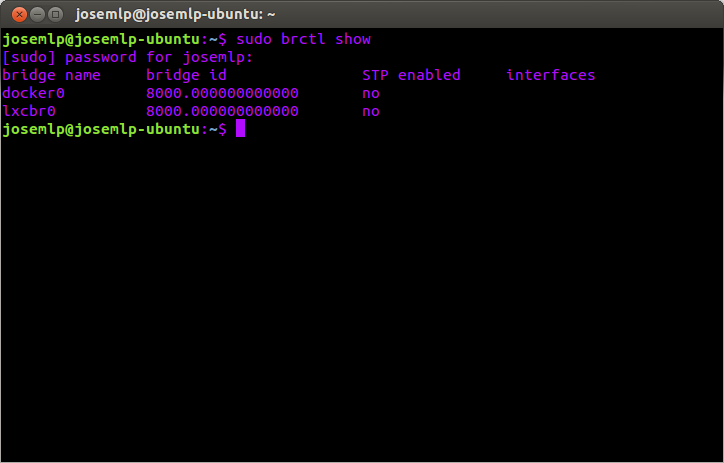 josemlp@josemlp-ubuntu: ~
josemlp@josemlp-ubuntu:~$ sudo brctl show
[sudo] password for josemlp:
bridge name     bridge id               STP enabled     interfaces
docker0         8000.000000000000       no
lxcbr0          8000.000000000000       no
josemlp@josemlp-ubuntu:~$